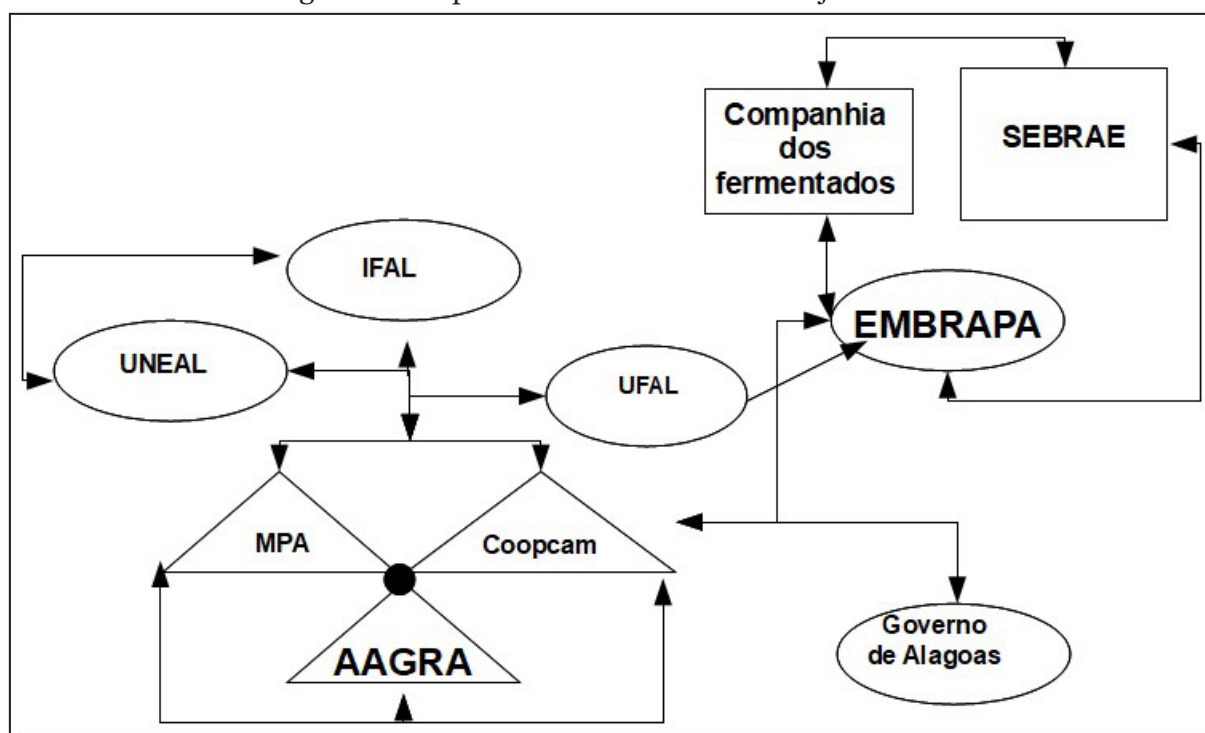 Companhia
dos
fermentados
SEBRAE
IFAL
EMBRAPA
UNEAL
UFAL
MPA
Coopcam
AAGRA
Governo
de Alagoas